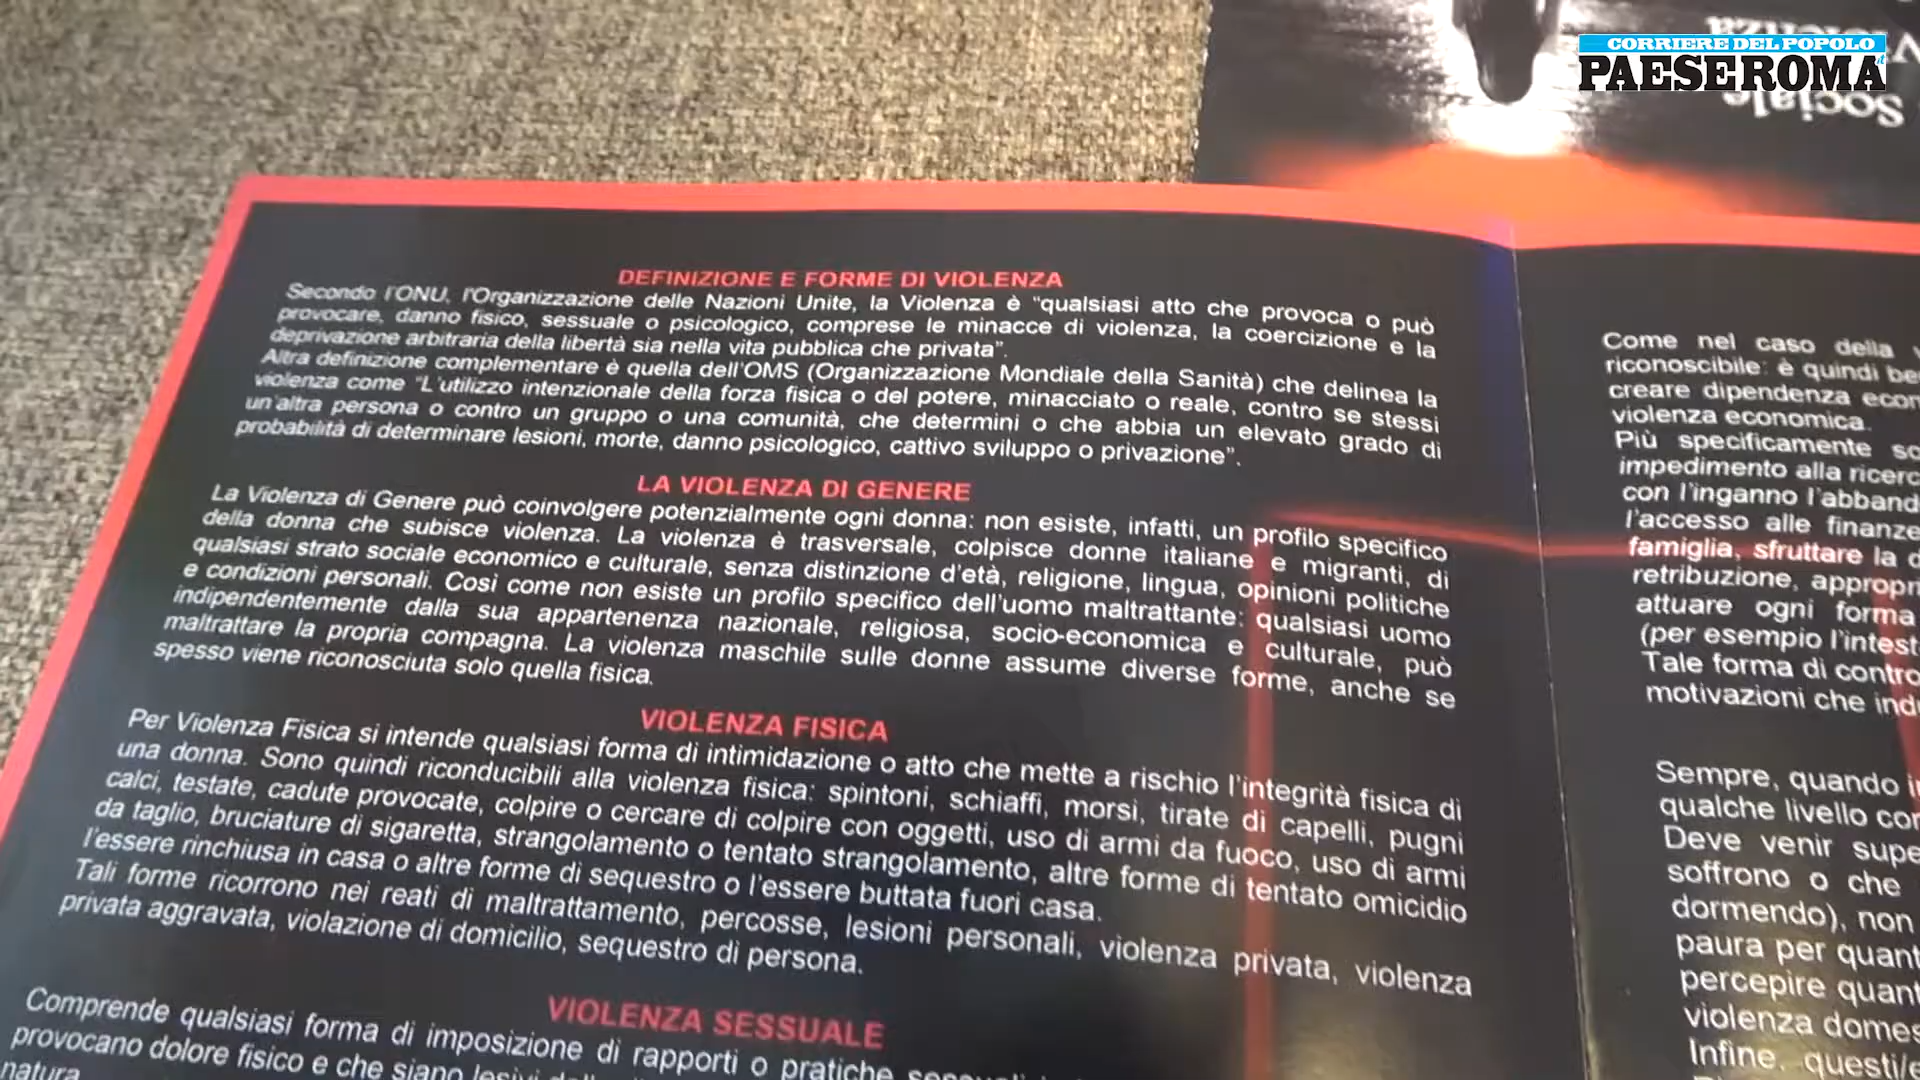 CORRIERE DEL POPOLO
PAESEROMA.it
Sociale
DEFINIZIONE E FORME DI VIOLENZA
Secondo l'ONU, l'Organizzazione delle Nazioni Unite, la Violenza è "qualsiasi atto che provoca o può
provocare, danno fisico, sessuale o psicologico, comprese le minacce di violenza, la coercizione e la
deprivazione arbitraria della libertà sia nella vita pubblica che privata".
Altra definizione complementare è quella dell'OMS (Organizzazione Mondiale della Sanità) che delinea la
violenza come "L'utilizzo intenzionale della forza fisica o del potere, minacciato o reale, contro se stessi
un'altra persona o contro un gruppo o una comunità, che determini o che abbia un elevato grado di
probabilità di determinare lesioni, morte, danno psicologico, cattivo sviluppo o privazione".
LA VIOLENZA DI GENERE
La Violenza di Genere può coinvolgere potenzialmente ogni donna: non esiste, infatti, un profilo specifico
della donna che subisce violenza. La violenza è trasversale, colpisce donne italiane e migranti, di
qualsiasi strato sociale economico e culturale, senza distinzione d'età, religione, lingua, opinioni politiche
e condizioni personali. Così come non esiste un profilo specifico dell'uomo maltrattante: qualsiasi uomo
indipendentemente dalla sua appartenenza nazionale, religiosa, socio-economica e culturale, può
maltrattare la propria compagna. La violenza maschile sulle donne assume diverse forme, anche se
spesso viene riconosciuta solo quella fisica.
VIOLENZA FISICA
Per Violenza Fisica si intende qualsiasi forma di intimidazione o atto che mette a rischio l'integrità fisica di
una donna. Sono quindi riconducibili alla violenza fisica: spintoni, schiaffi, morsi, tirate di capelli, pugni
calci, testate, cadute provocate, colpire o cercare di colpire con oggetti, uso di armi da fuoco, uso di armi
da taglio, bruciature di sigaretta, strangolamento o tentato strangolamento, altre forme di tentato omicidio
l'essere rinchiusa in casa o altre forme di sequestro o l'essere buttata fuori casa.
Tali forme ricorrono nei reati di maltrattamento, percosse, lesioni personali, violenza privata, violenza
privata aggravata, violazione di domicilio, sequestro di persona.
VIOLENZA SESSUALE
Comprende qualsiasi forma di imposizione di rapporti o pratiche
provocano dolore fisico e che siano lesivi
natura
Come nel caso della
riconoscibile: è quindi
creare dipendenza
violenza economica.
Più specificamente
impedimento alla
con l'inganno
l'accesso alle finanze
famiglia, sfruttare la
retribuzione,
attuare ogni forma
(per esempio
Tale forma di
motivazioni che
Sempre, quando
qualche livello
Deve venir
soffrono o che
dormendo), non
paura per
percepire
violenza
Infine,